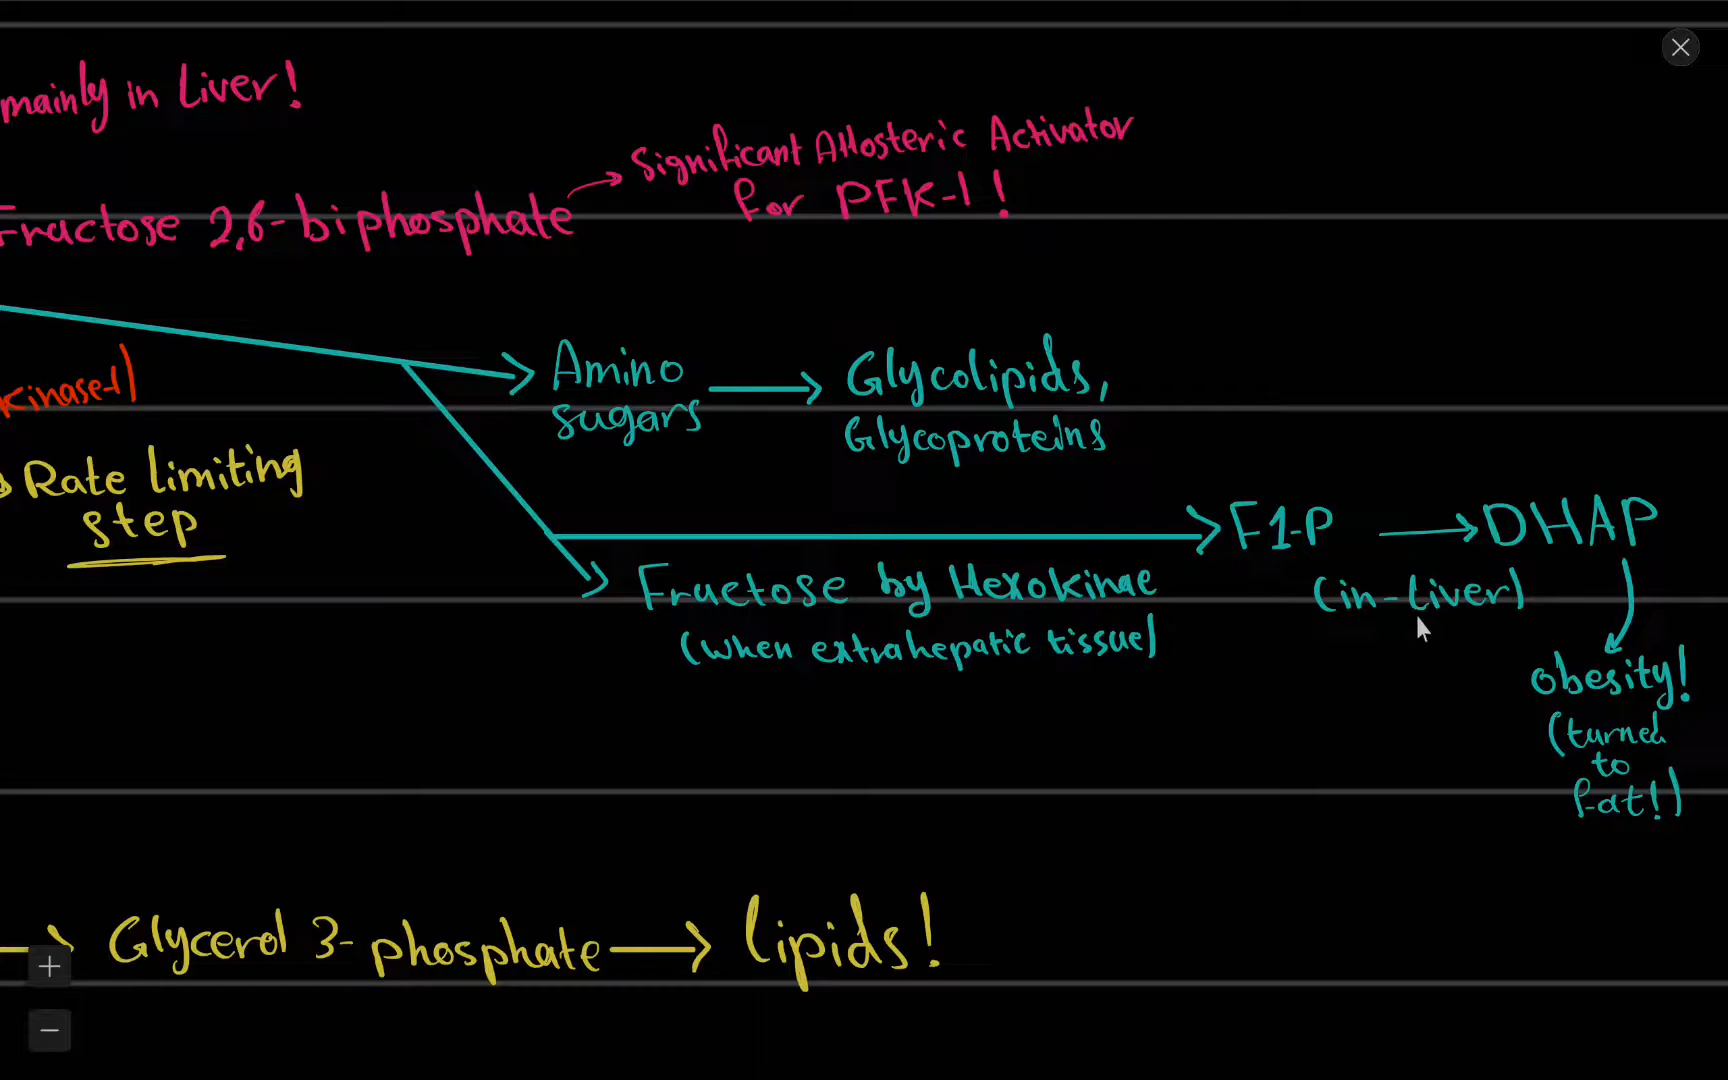 mainly in Liver!
Significant Allosteric Activator
for PFK-1!
Fructose 2,6-biphosphate
Kinase-1)
Amino
sugars
Glycolipids,
Glycoproteins
Rate limiting
step
F1-P
DHAP
Fructose by Hexokinae
(in-Liver)
(when extrahepatic tissue)
obesity!
(turned
to
fat!)
Glycerol 3-phosphate
lipids!